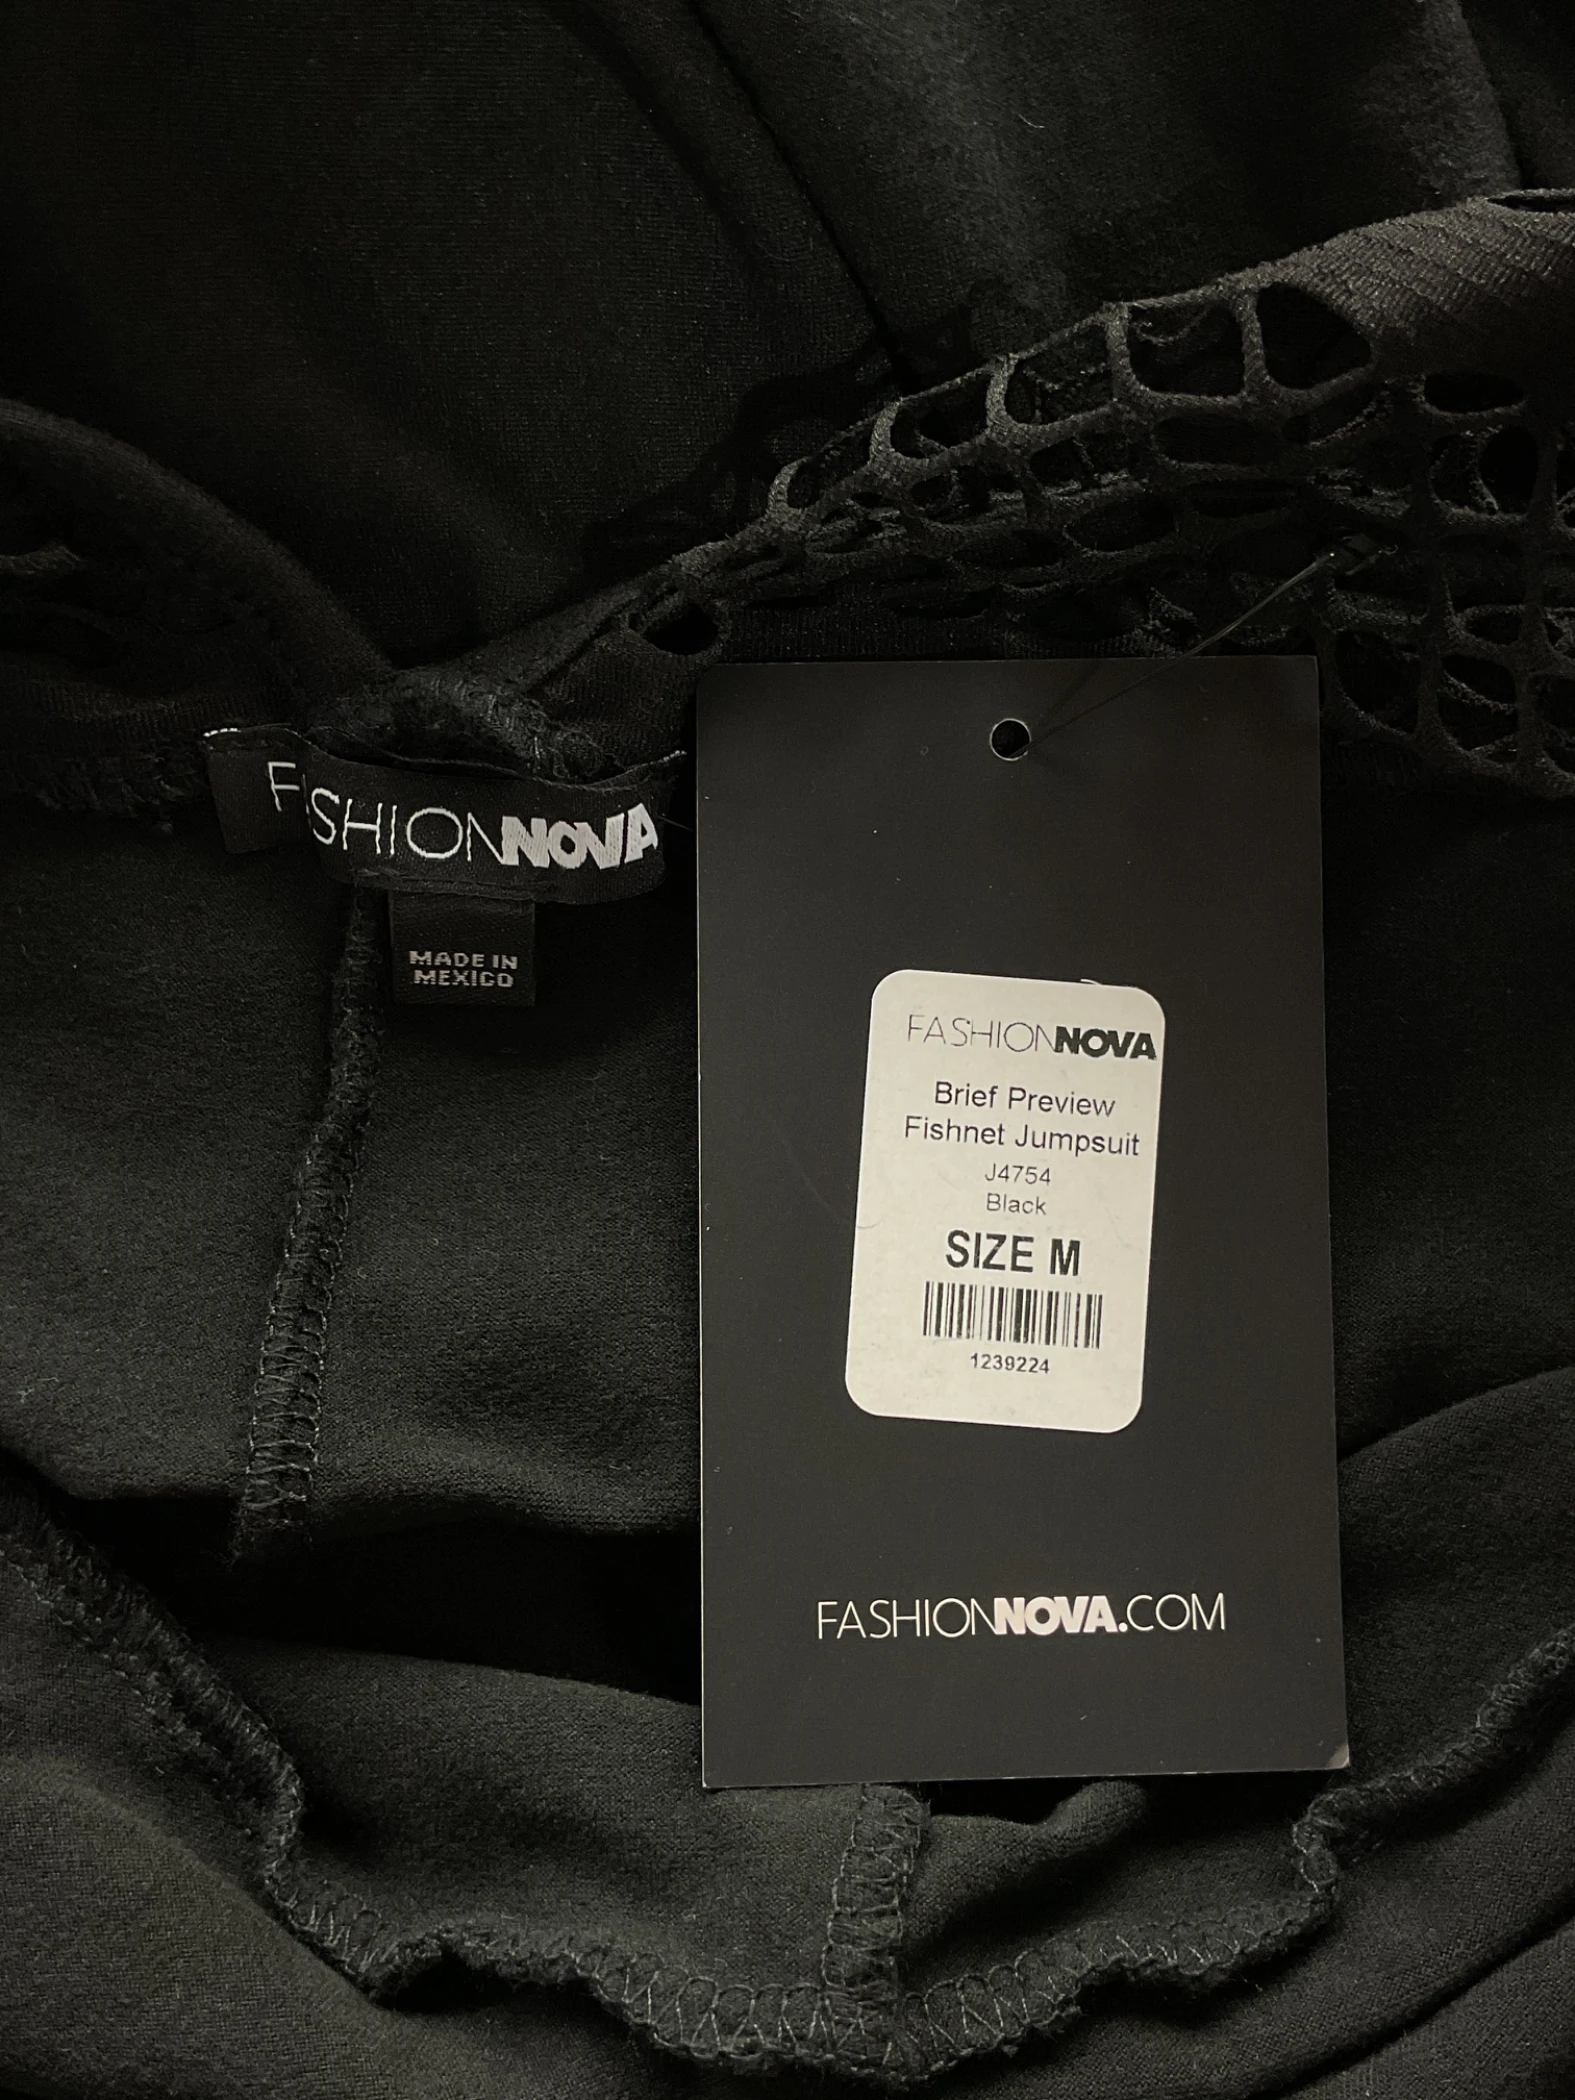 FASHIONNOVA
MADE IN
MEXICO
FASHIONNOVA
Brief Preview
Fishnet Jumpsuit
J4754
Black
SIZE M
1239224
FASHIONNOVA.COM